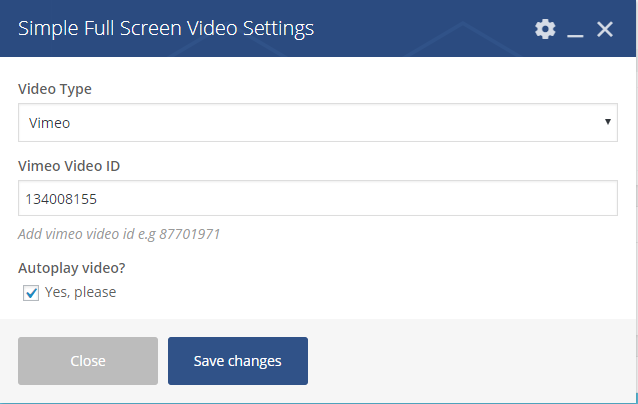 Simple Full Screen Video Settings
Video Type
Vimeo
Vimeo Video ID
134008155
Add vimeo video id e.g 87701971
Autoplay video?
Yes, please
Close
Save changes